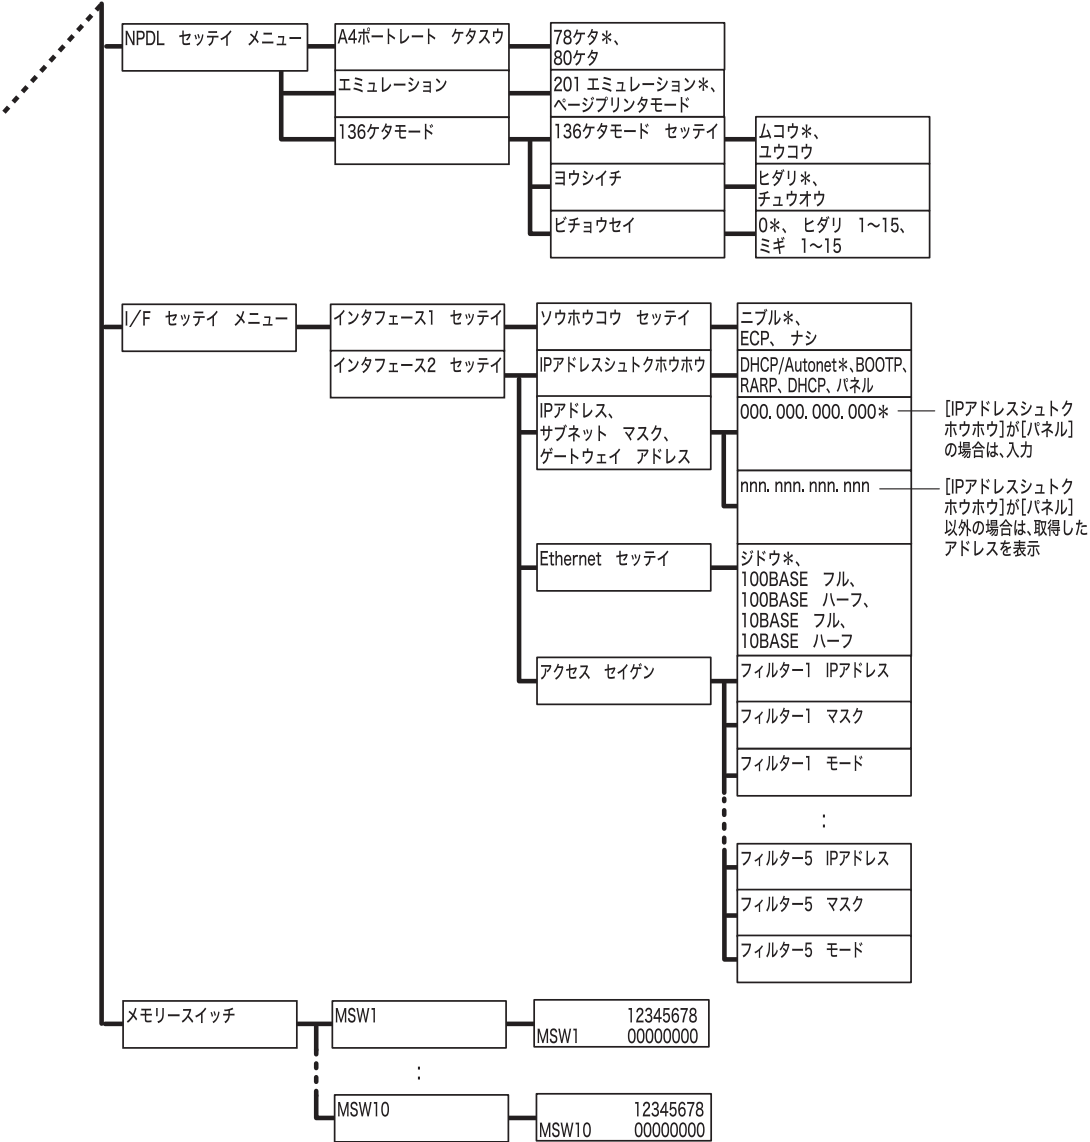 NPDL　セッテイ　メニュー
A4ポートレート　ケタスウ
78ケタ＊、
80ケタ
エミュレーション
201 エミュレーション＊、
ページプリンタモード
136ケタモード
136ケタモード　セッテイ
ムコウ＊、
ユウコウ
ヨウシイチ
ヒダリ＊、
チュウオウ
ビチョウセイ
0＊、　ヒダリ　1〜15、
ミギ　1〜15
I/F　セッテイ　メニュー
インタフェース1　セッテイ
ソウホウコウ　セッテイ
ニブル＊、
ECP、　ナシ
インタフェース2　セッテイ
IPアドレスシュトクホウホウ
DHCP/Autonet＊、BOOTP、
RARP、DHCP、パネル
IPアドレス、
サブネット　マスク、
ゲートウェイ　アドレス
000. 000. 000. 000＊
［IPアドレスシュトク
ホウホウ］が［パネル］
の場合は、入力
nnn. nnn. nnn. nnn
［IPアドレスシュトク
ホウホウ］が［パネル］
以外の場合は、取得した
アドレスを表示
Ethernet　セッテイ
ジドウ＊、
100BASE　フル、
100BASE　ハーフ、
10BASE　フル、
10BASE　ハーフ
アクセス　セイゲン
フィルター1　IPアドレス
フィルター1　マスク
フィルター1　モード
:
フィルター5　IPアドレス
フィルター5　マスク
フィルター5　モード
メモリースイッチ
MSW1
12345678
MSW1　00000000
:
MSW10
12345678
MSW10　00000000